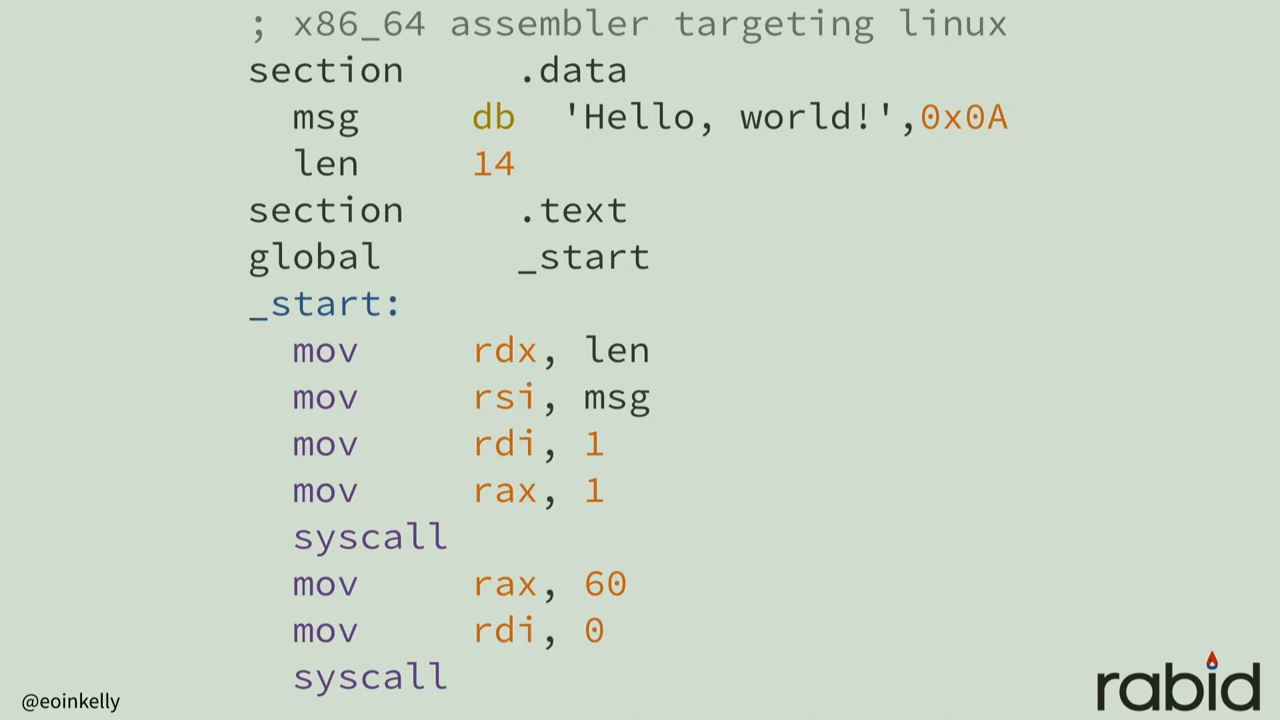 ; x86_64 assembler targeting linux
section .data
msg db 'Hello, world!',0x0A
len 14
section .text
global _start
_start:
mov rdx, len
mov rsi, msg
mov rdi, 1
mov rax, 1
syscall
mov rax, 60
mov rdi, 0
syscall
@eoinkelly
rabid